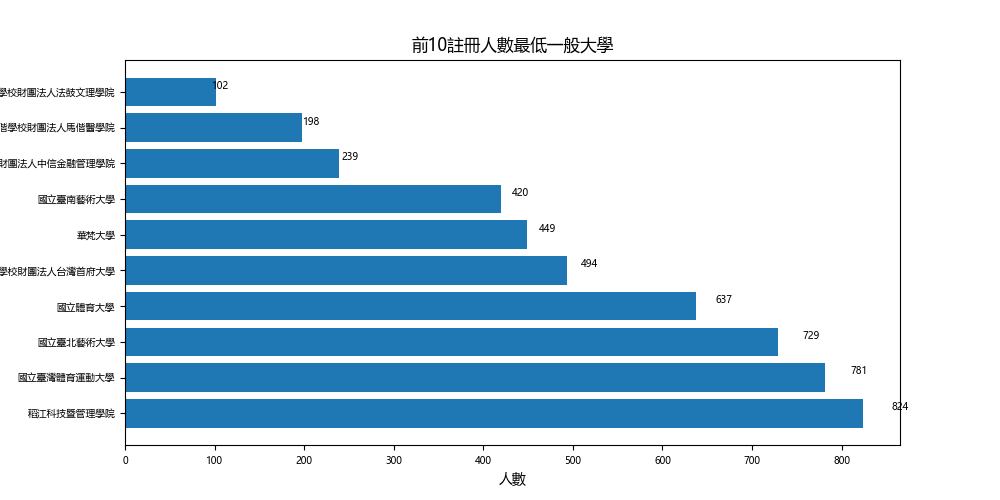 前10註冊人數最低一般大學
學校財團法人法鼓文理學院 102
偕學校財團法人馬偕醫學院 198
財團法人中信金融管理學院 239
國立臺南藝術大學 420
華梵大學 449
學校財團法人台灣首府大學 494
國立體育大學 637
國立臺北藝術大學 729
國立臺灣體育運動大學 781
稻江科技暨管理學院 824
0 100 200 300 400 500 600 700 800
人數